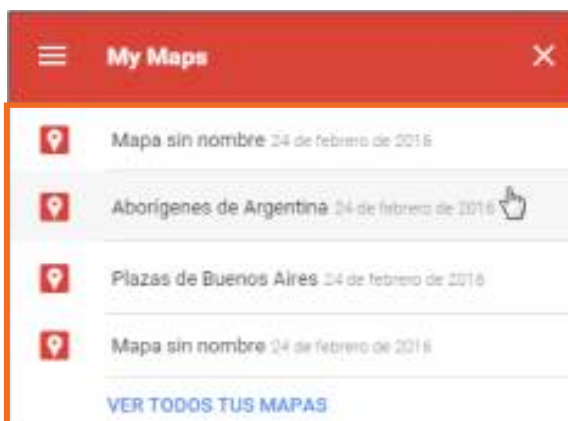 My Maps
Mapa sin nombre 24 de febrero de 2016
Aborígenes de Argentina 24 de febrero de 2016
Plazas de Buenos Aires 24 de febrero de 2016
Mapa sin nombre 24 de febrero de 2016
VER TODOS TUS MAPAS